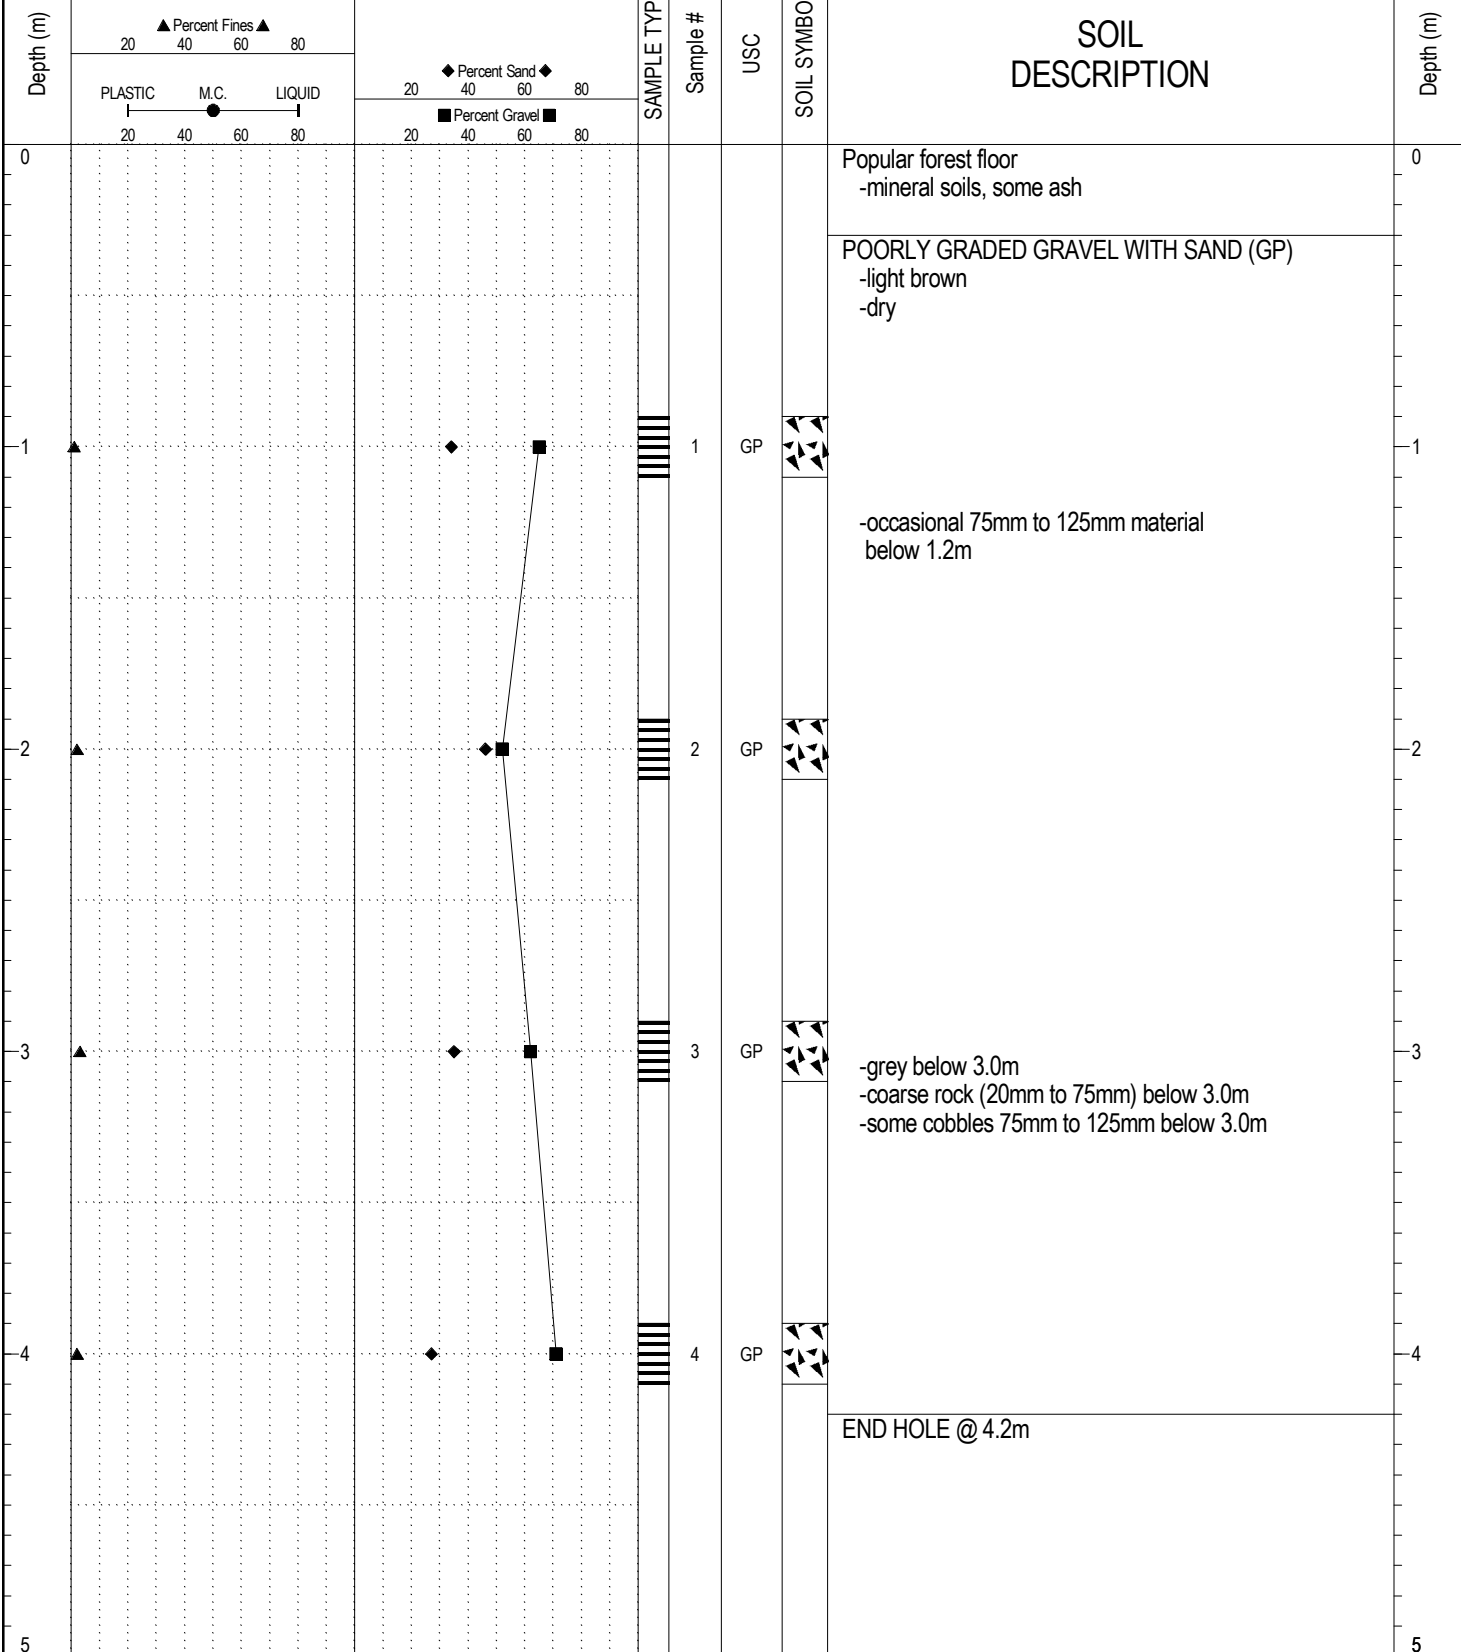 Depth (m)
▲ Percent Fines ▲
20 40 60 80
PLASTIC M.C. LIQUID
20 40 60 80
◆ Percent Sand ◆
20 40 60 80
■ Percent Gravel ■
20 40 60 80
SAMPLE TYP
Sample #
USC
SOIL SYMBO
SOIL
DESCRIPTION
Depth (m)
0 0
Popular forest floor
-mineral soils, some ash
POORLY GRADED GRAVEL WITH SAND (GP)
-light brown
-dry
1 1 GP 1
-occasional 75mm to 125mm material
below 1.2m
2 2 GP 2
3 3 GP 3
-grey below 3.0m
-coarse rock (20mm to 75mm) below 3.0m
-some cobbles 75mm to 125mm below 3.0m
4 4 GP 4
END HOLE @ 4.2m
5 5